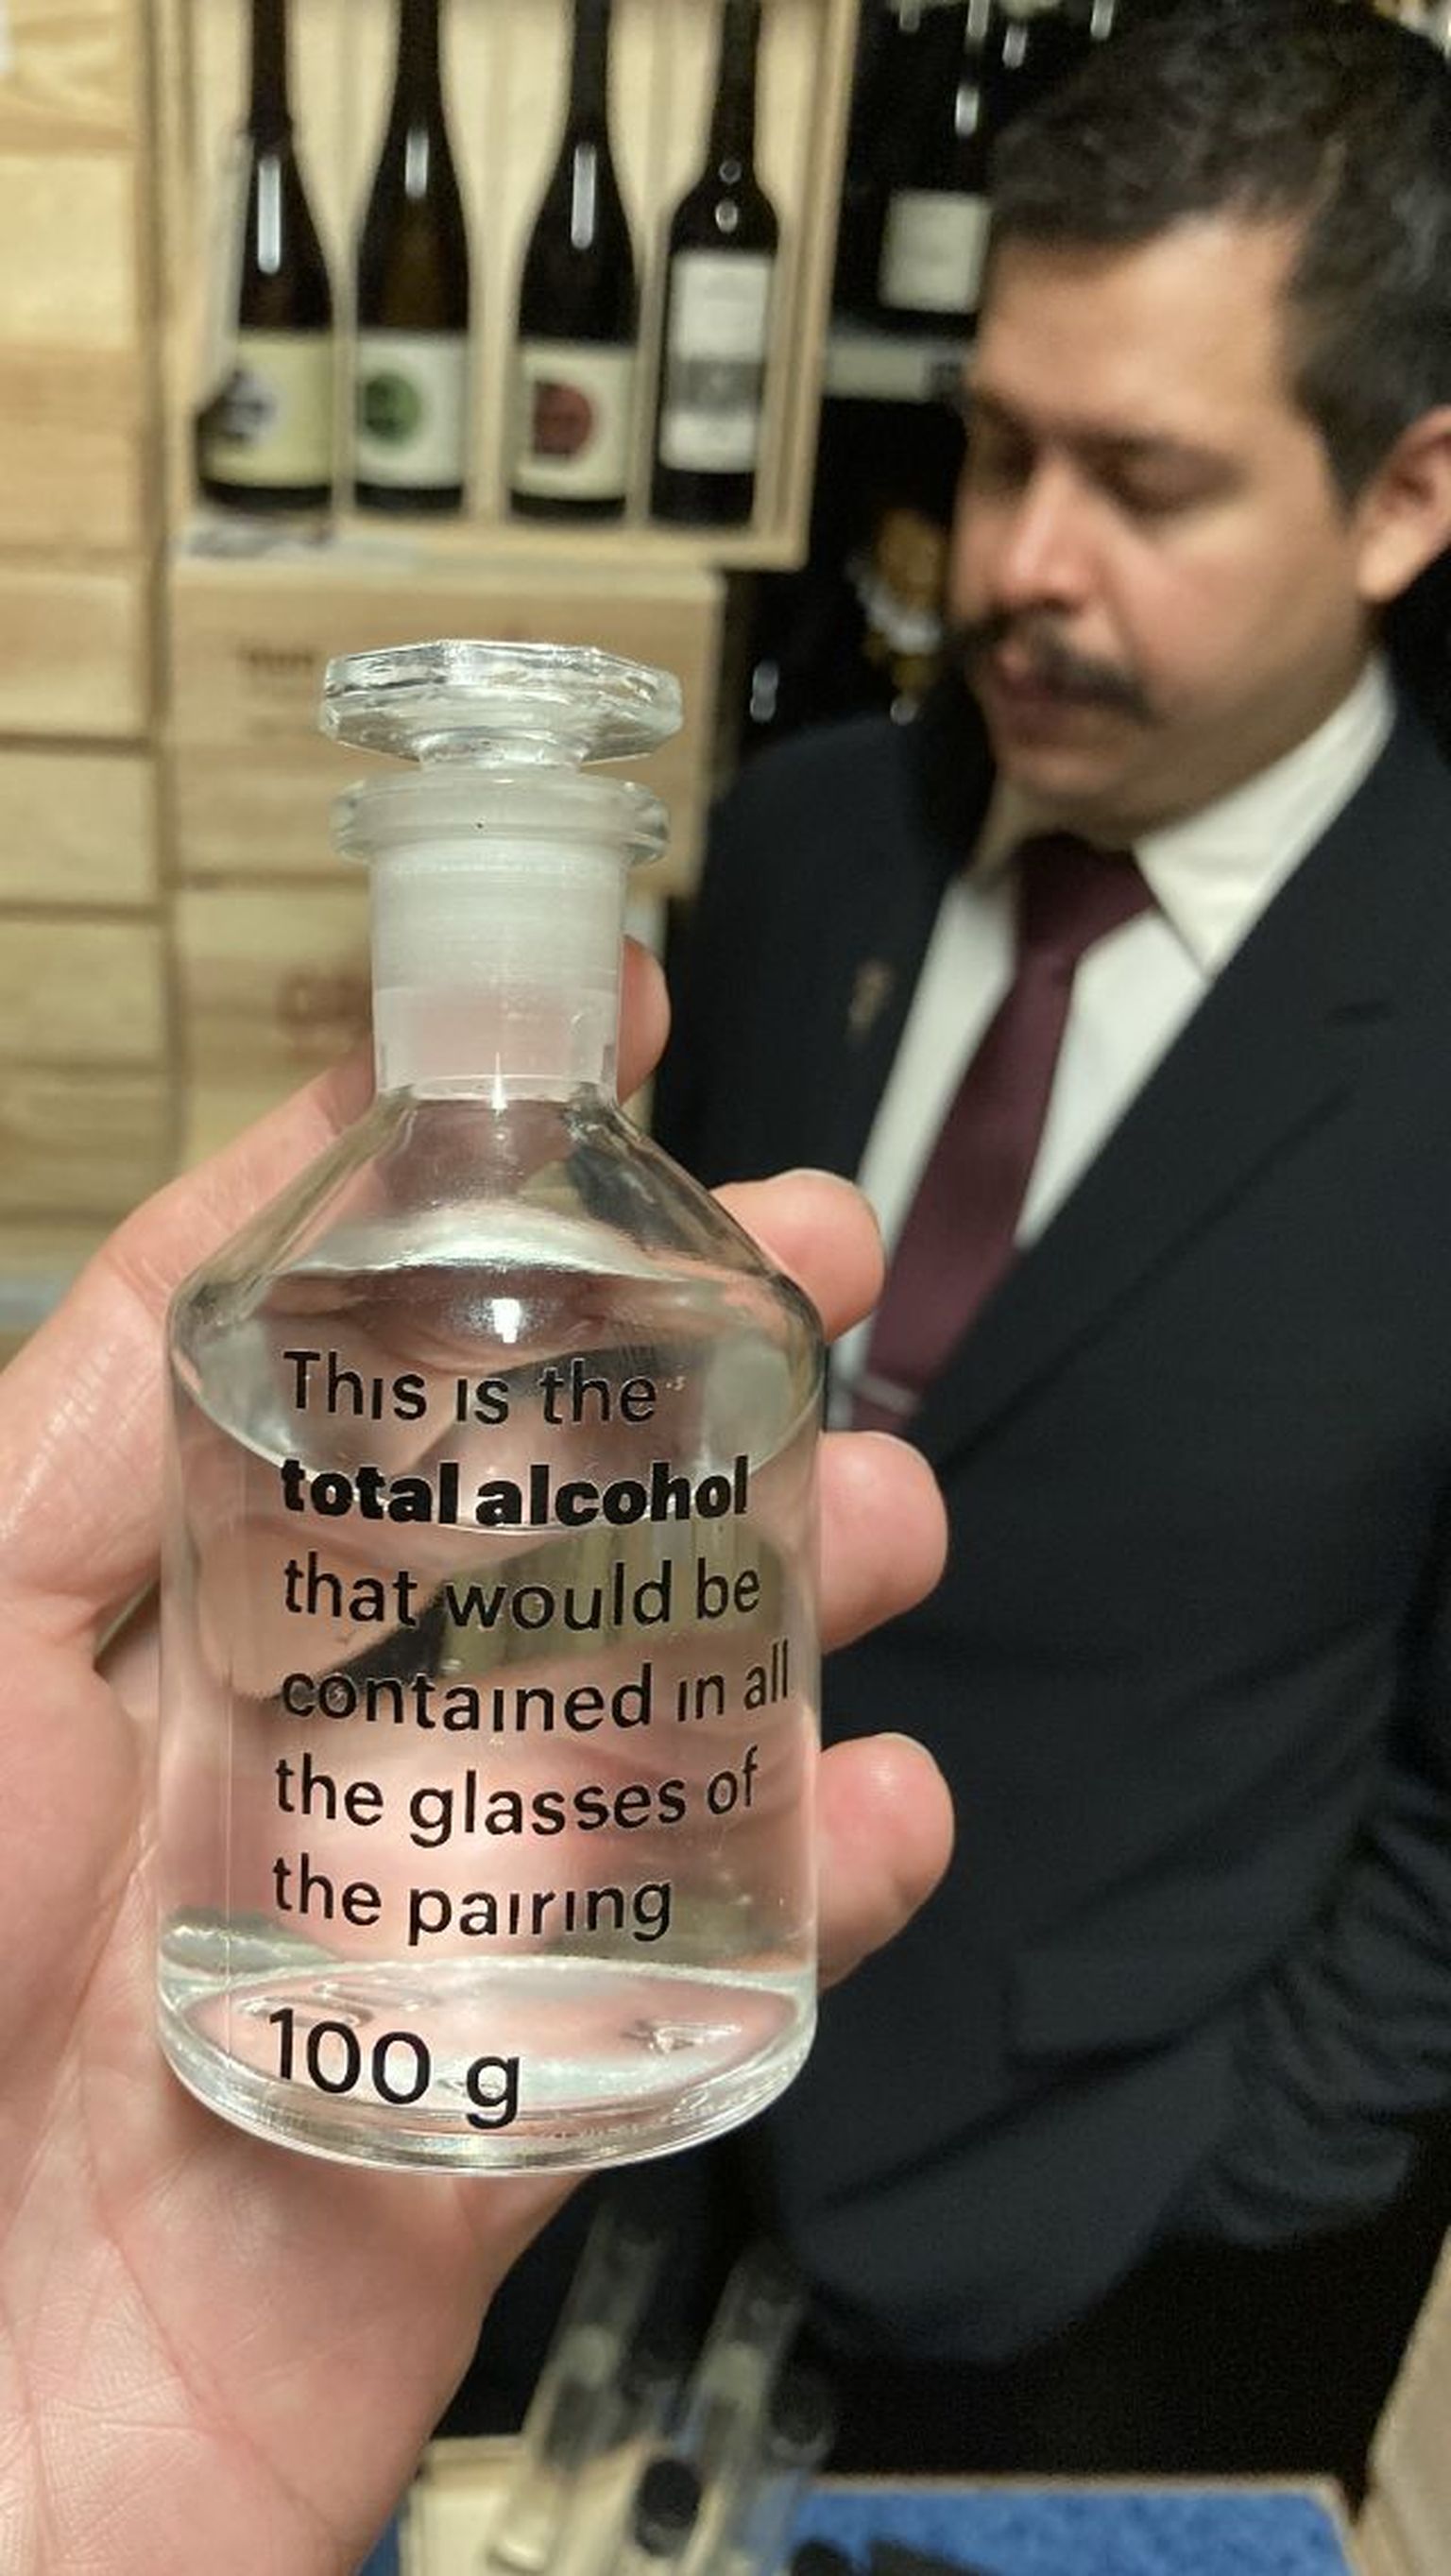 This is the
total alcohol
that would be
contained in all
the glasses of
the pairing
100 g